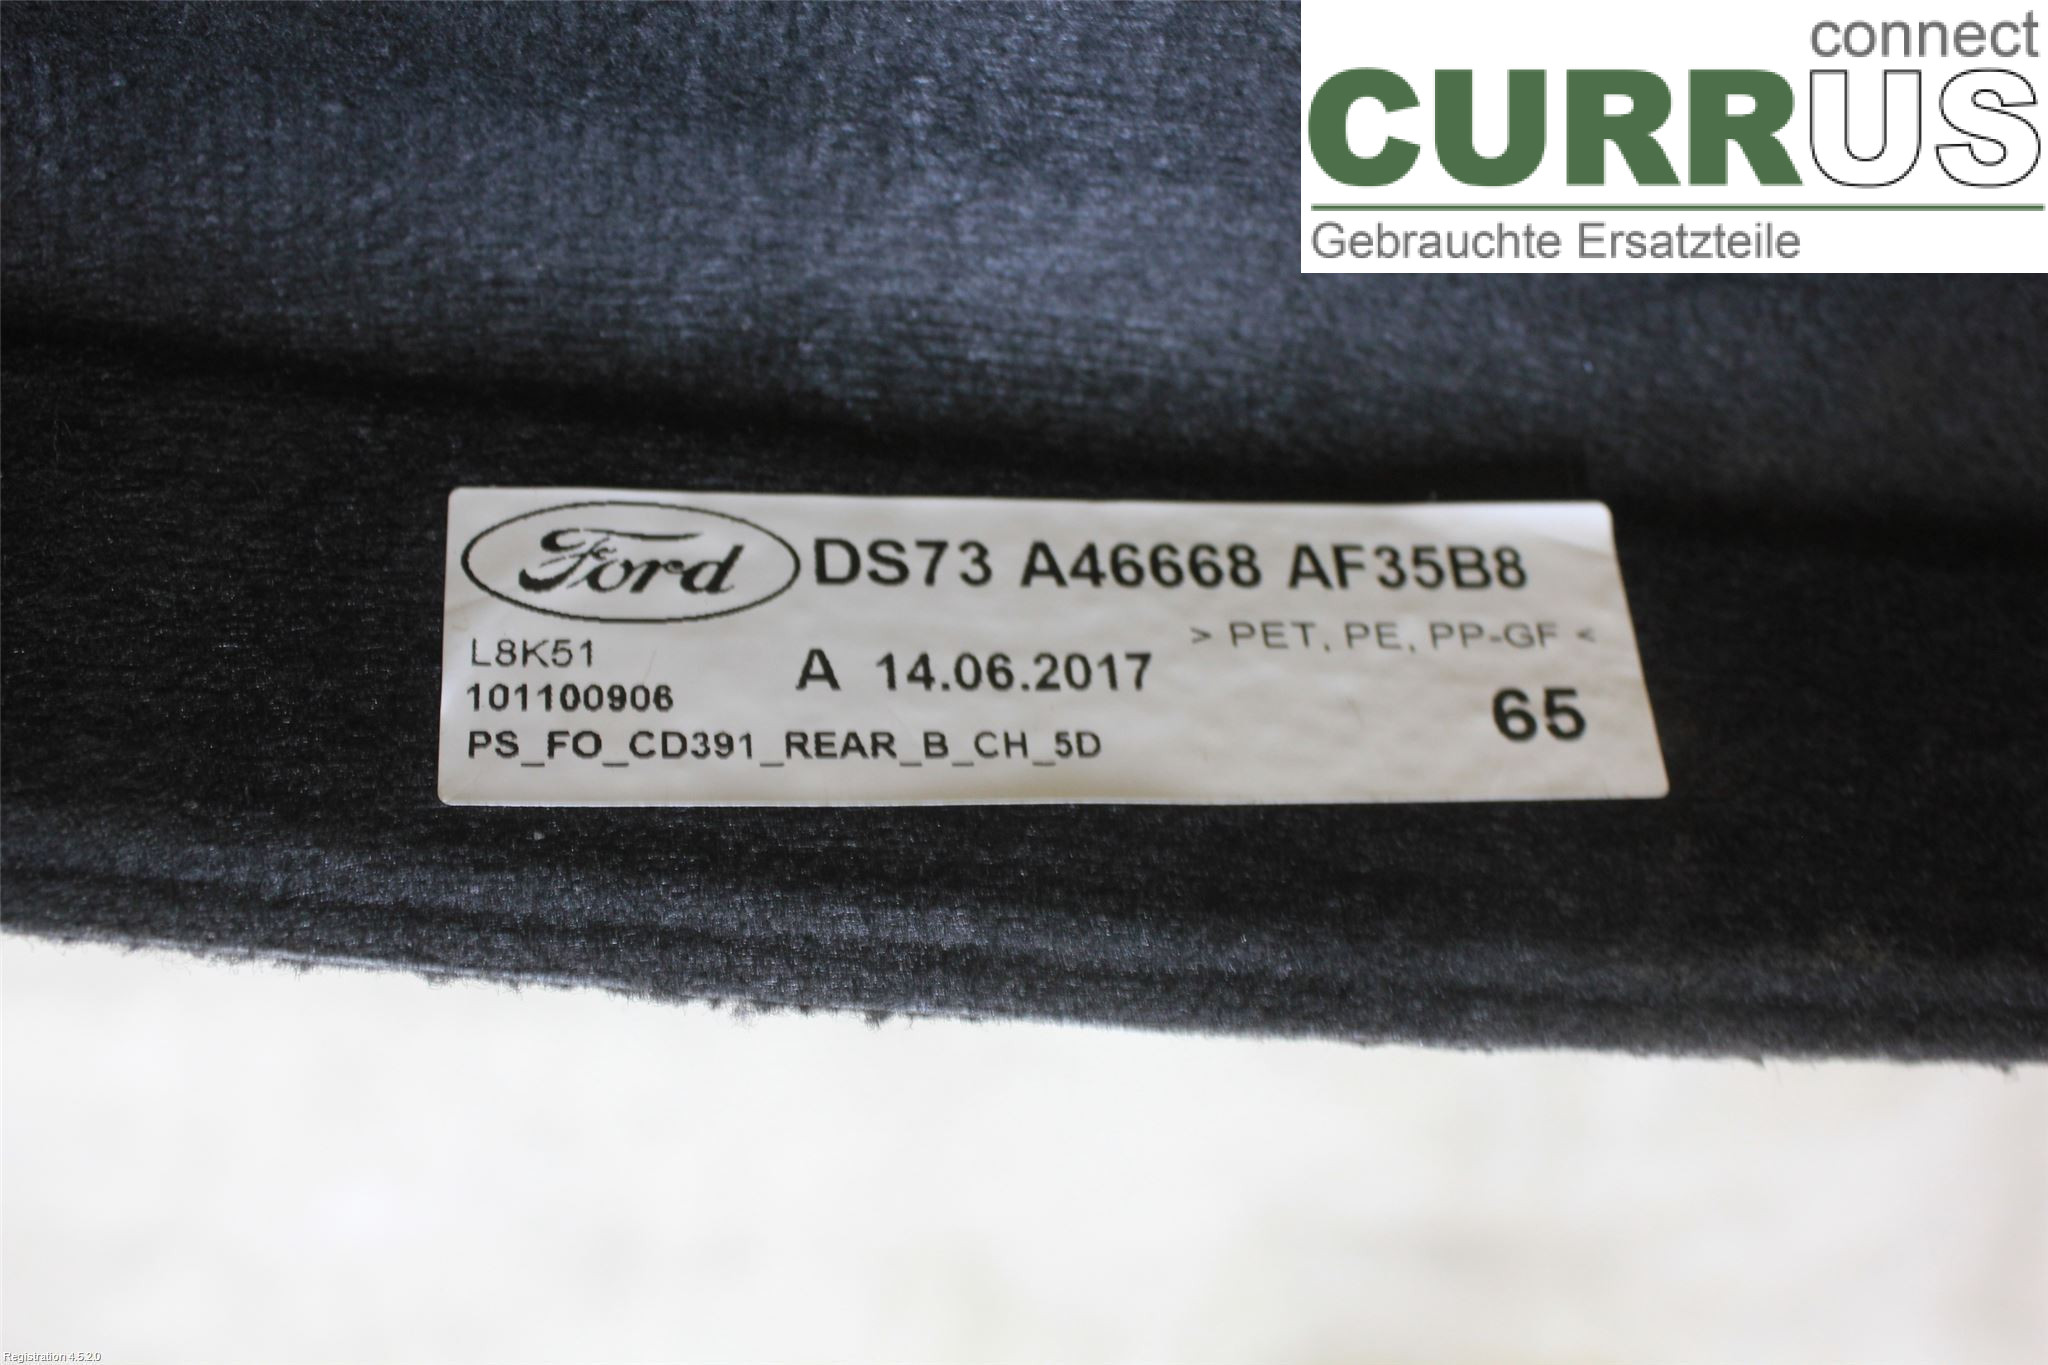 connect
CURRUS
Gebrauchte Ersatzteile
Ford DS73 A46668 AF35B8
> PET, PE, PP-GF <
L8K51
A 14.06.2017
101100906
65
PS_FO_CD391_REAR_B_CH_5D
Registration 4.5.2.0